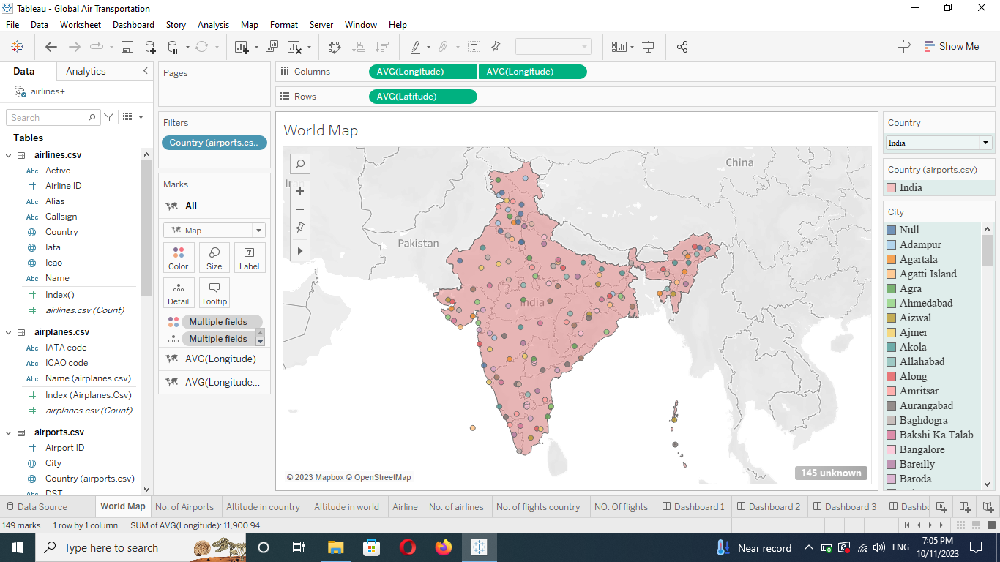 Tableau - Global Air Transportation
File Data Worksheet Dashboard Story Analysis Map Format Server Window Help
Show Me
Data Analytics
airlines+
Search
Tables
airlines.csv
Abc Active
Airline ID
Abc Alias
Abc Callsign
Country
Iata
Icao
Abc Name
Index()
airlines.csv (Count)
airplanes.csv
Abc IATA code
Abc ICAO code
Abc Name (airplanes.csv)
Index (Airplanes.Csv)
airplanes.csv (Count)
airports.csv
Airport ID
City
Country (airports.csv)
Abc DST
Pages
Filters
Country (airports.cs..
Marks
All
Map
Color Size Label
Detail Tooltip
Multiple fields
Multiple fields
AVG(Longitude)
AVG(Longitude...
Columns AVG(Longitude) AVG(Longitude)
Rows AVG(Latitude)
World Map
China
Pakistan
India
© 2023 Mapbox © OpenStreetMap
145 unknown
Country
India
Country (airports.csv)
India
City
Null
Adampur
Agartala
Agatti Island
Agra
Ahmedabad
Aizwal
Ajmer
Akola
Allahabad
Along
Amritsar
Aurangabad
Baghdogra
Bakshi Ka Talab
Bangalore
Bareilly
Baroda
Data Source World Map No. of Airports Altitude in country Altitude in world Airline No. of airlines No. of flights country NO. Of flights Dashboard 1 Dashboard 2 Dashboard 3 Dashbo
149 marks 1 row by 1 column SUM of AVG(Longitude): 11,900.94
Type here to search
Near record
ENG
7:05 PM
10/11/2023